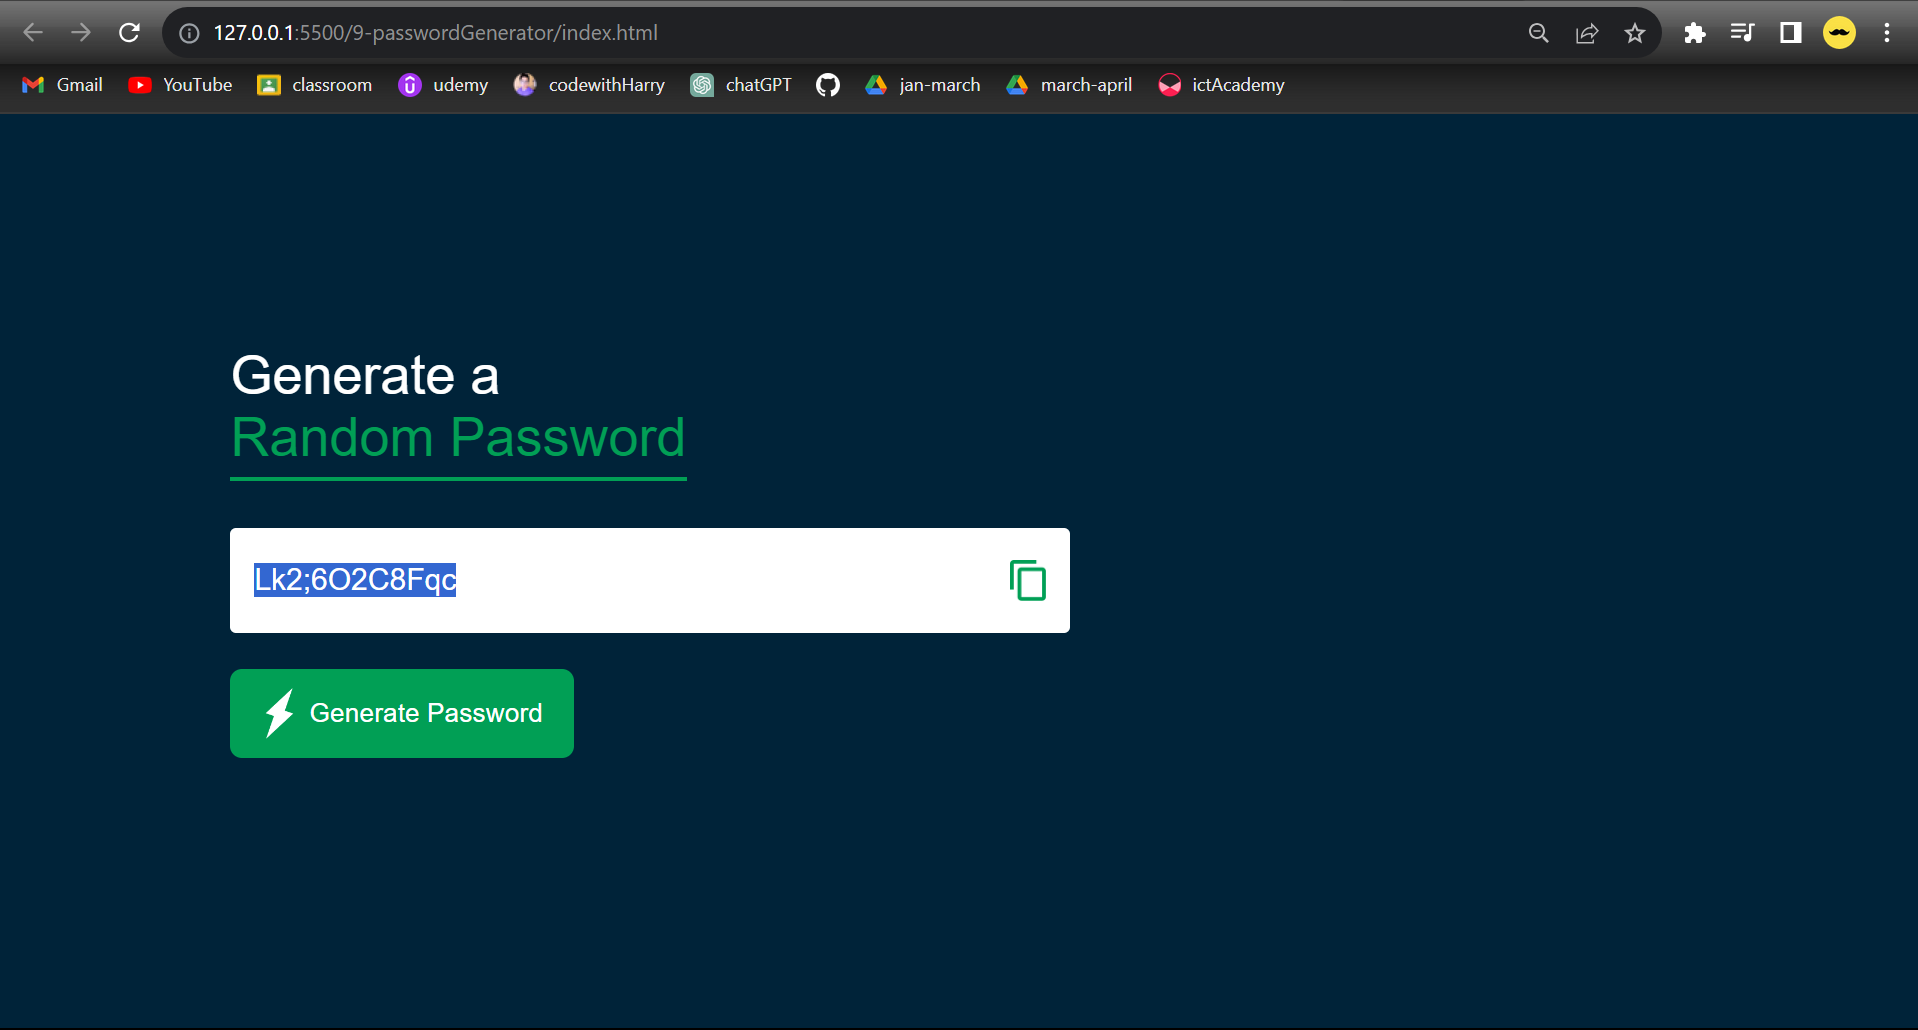 127.0.0.1:5500/9-passwordGenerator/index.html
Gmail YouTube classroom udemy codewithHarry chatGPT jan-march march-april ictAcademy
Generate a
Random Password
Lk2;6O2C8Fqc
Generate Password